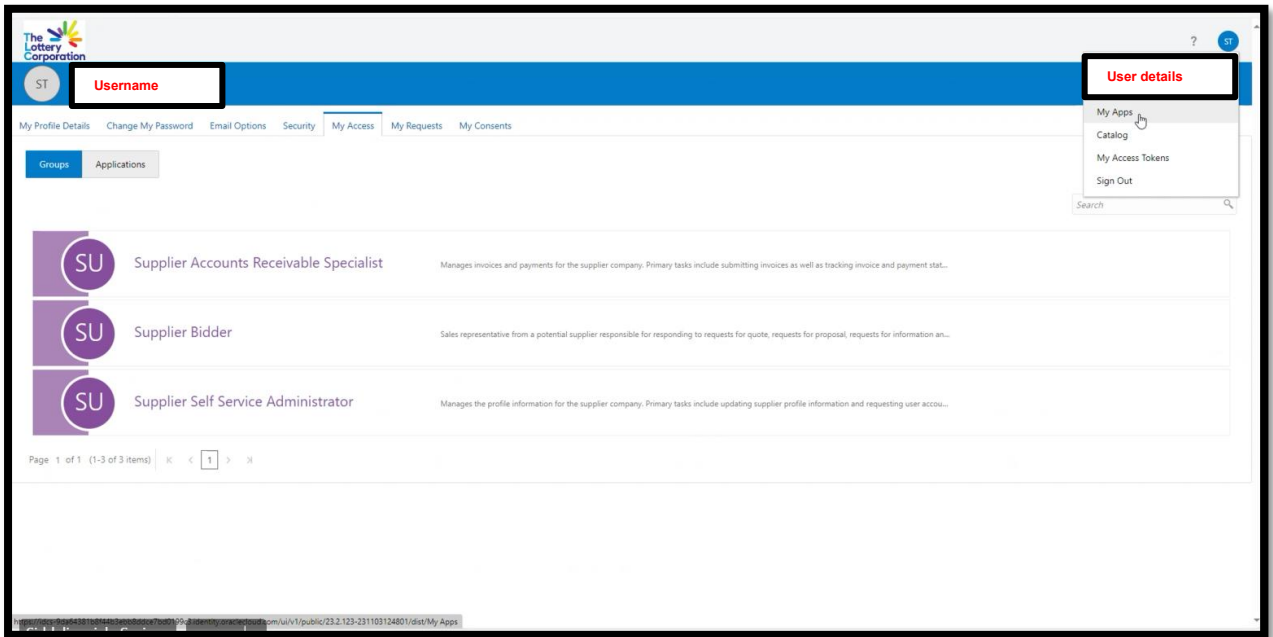 The
Lottery
Corporation
?
ST
ST
Username
User details
My Profile Details Change My Password Email Options Security My Access My Requests My Consents
My Apps
Catalog
My Access Tokens
Sign Out
Groups Applications
Search
SU Supplier Accounts Receivable Specialist Manages invoices and payments for the supplier company. Primary tasks include submitting invoices as well as tracking invoice and payment stat...
SU Supplier Bidder Sales representative from a potential supplier responsible for responding to requests for quote, requests for proposal, requests for information an...
SU Supplier Self Service Administrator Manages the profile information for the supplier company. Primary tasks include updating supplier profile information and requesting user accou...
Page 1 of 1 (1-3 of 3 items) K < 1 > >|